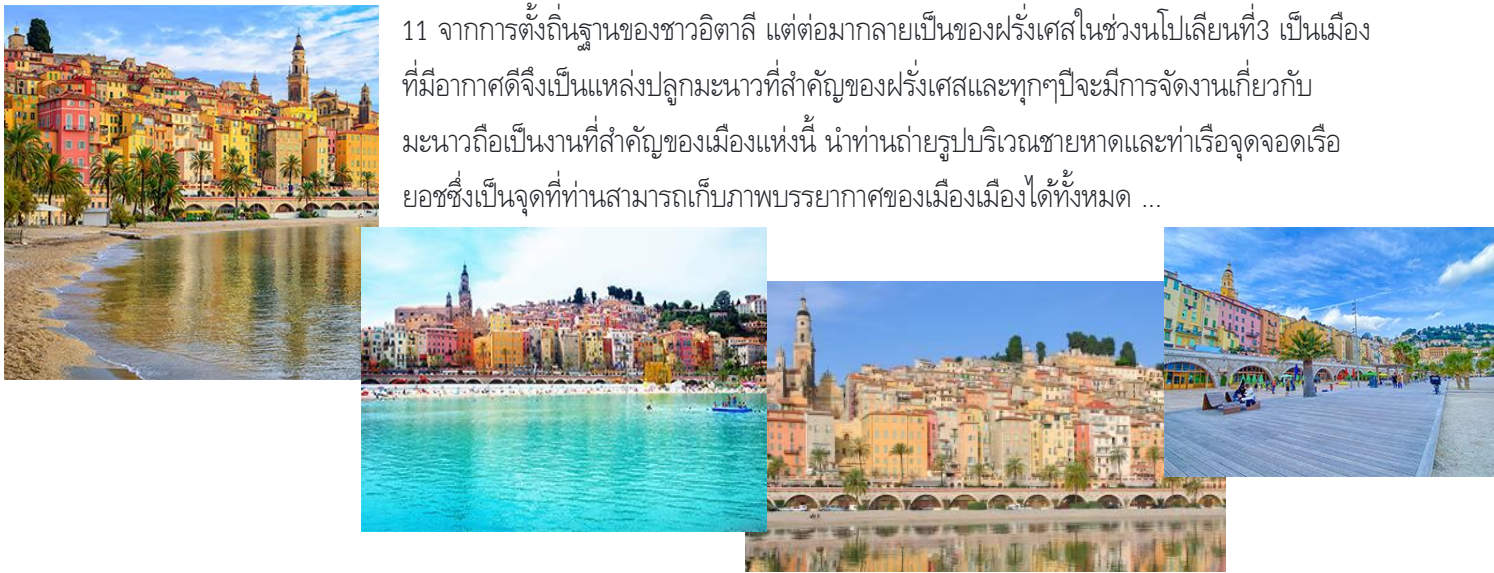 11 จากการตั้งถิ่นฐานของชาวอิตาลี แต่ต่อมากลายเป็นของฝรั่งเศสในช่วงนโปเลียนที่3 เป็นเมือง
ที่มีอากาศดีจึงเป็นแหล่งปลูกมะนาวที่สำคัญของฝรั่งเศสและทุกๆปีจะมีการจัดงานเกี่ยวกับ
มะนาวถือเป็นงานที่สำคัญของเมืองแห่งนี้ นำท่านถ่ายรูปบริเวณชายหาดและท่าเรือจุดจอดเรือ
ยอชซึ่งเป็นจุดที่ท่านสามารถเก็บภาพบรรยากาศของเมืองเมืองได้ทั้งหมด ...